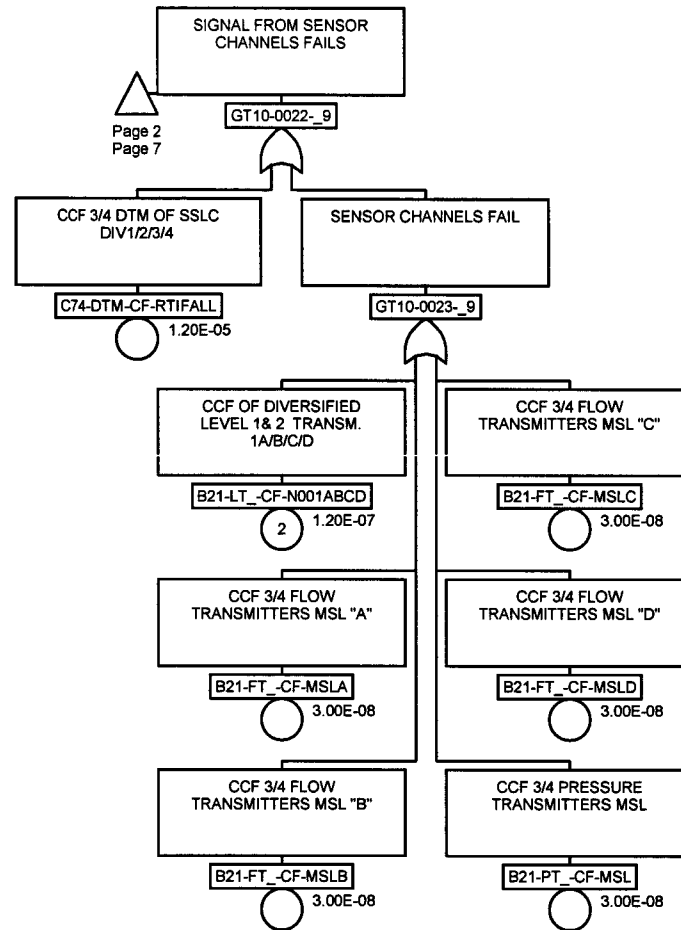 SIGNAL FROM SENSOR
CHANNELS FAILS
Page 2
Page 7
GT10-0022-_9
CCF 3/4 DTM OF SSLC
DIV1/2/3/4
SENSOR CHANNELS FAIL
C74-DTM-CF-RTIFALL
1.20E-05
GT10-0023-_9
CCF OF DIVERSIFIED
LEVEL 1& 2 TRANSM.
1A/B/C/D
CCF 3/4 FLOW
TRANSMITTERS MSL "C"
B21-LT_-CF-N001ABCD
2
1.20E-07
B21-FT_-CF-MSLC
3.00E-08
CCF 3/4 FLOW
TRANSMITTERS MSL "A"
CCF 3/4 FLOW
TRANSMITTERS MSL "D"
B21-FT_-CF-MSLA
3.00E-08
B21-FT_-CF-MSLD
3.00E-08
CCF 3/4 FLOW
TRANSMITTERS MSL "B"
CCF 3/4 PRESSURE
TRANSMITTERS MSL
B21-FT_-CF-MSLB
3.00E-08
B21-PT_-CF-MSL
3.00E-08